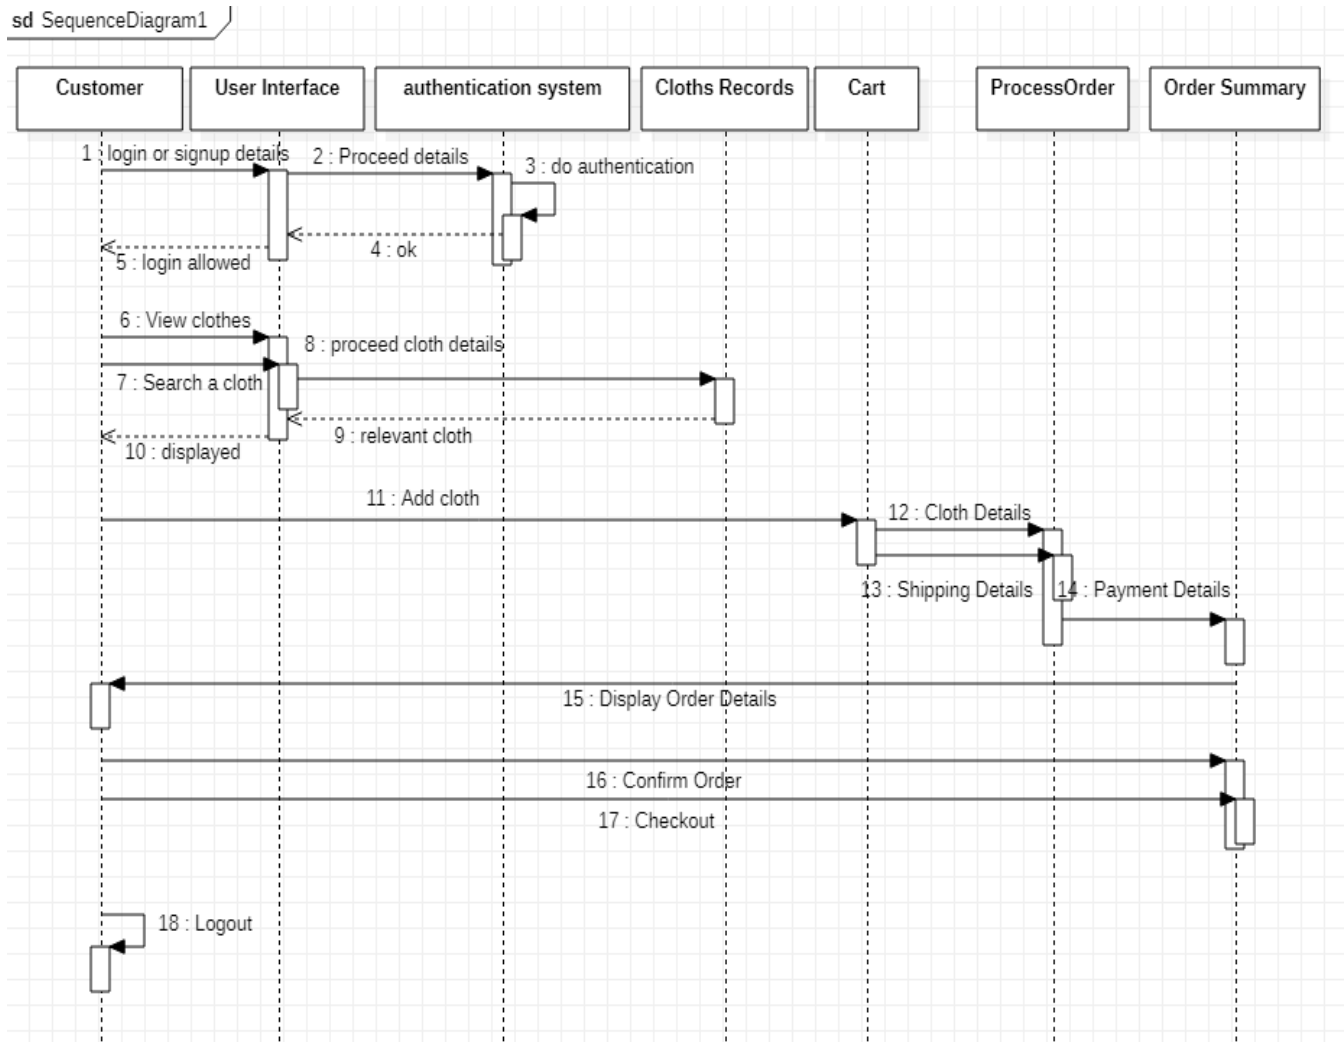 sd SequenceDiagram1
Customer
User Interface
authentication system
Cloths Records
Cart
ProcessOrder
Order Summary
1 : login or signup details
2 : Proceed details
3 : do authentication
4 : ok
5 : login allowed
6 : View clothes
8 : proceed cloth details
7 : Search a cloth
9 : relevant cloth
10 : displayed
11 : Add cloth
12 : Cloth Details
13 : Shipping Details
14 : Payment Details
15 : Display Order Details
16 : Confirm Order
17 : Checkout
18 : Logout